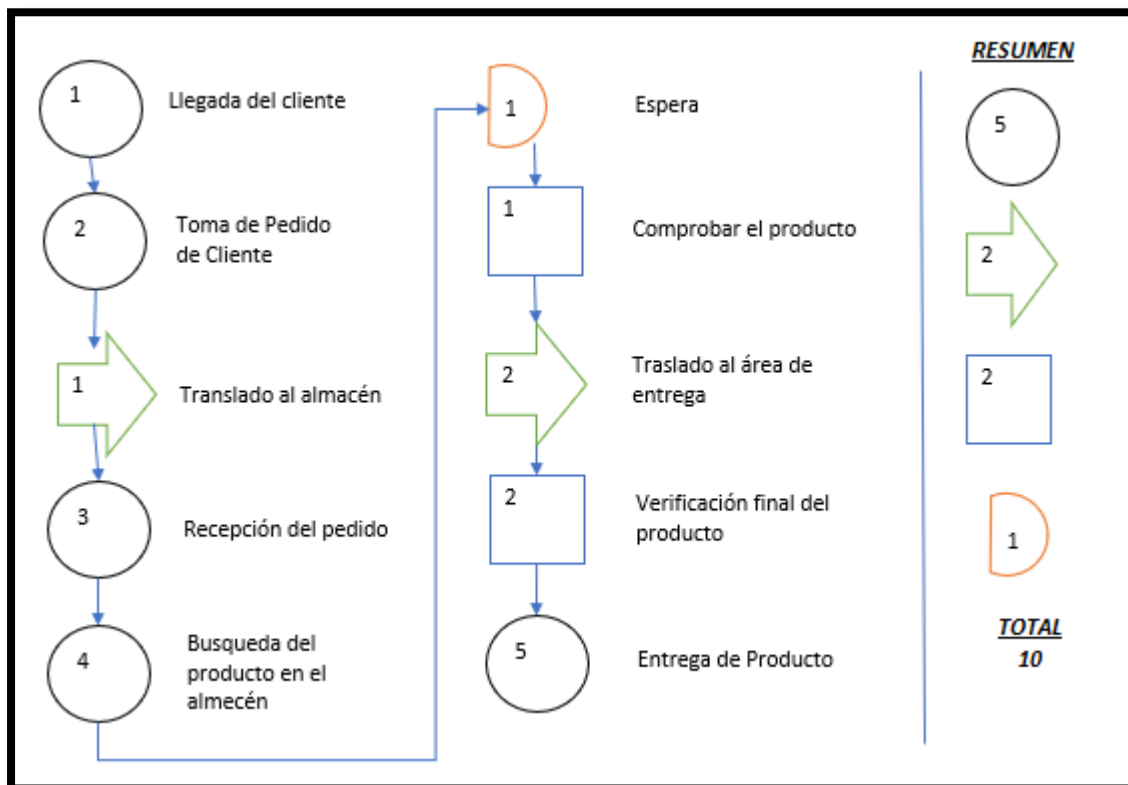 1
Llegada del cliente
2
Toma de Pedido
de Cliente
1
Translado al almacén
3
Recepción del pedido
4
Busqueda del
producto en el
almecén
1
Espera
1
Comprobar el producto
2
Traslado al área de
entrega
2
Verificación final del
producto
5
Entrega de Producto
RESUMEN
5
2
2
1
TOTAL
10